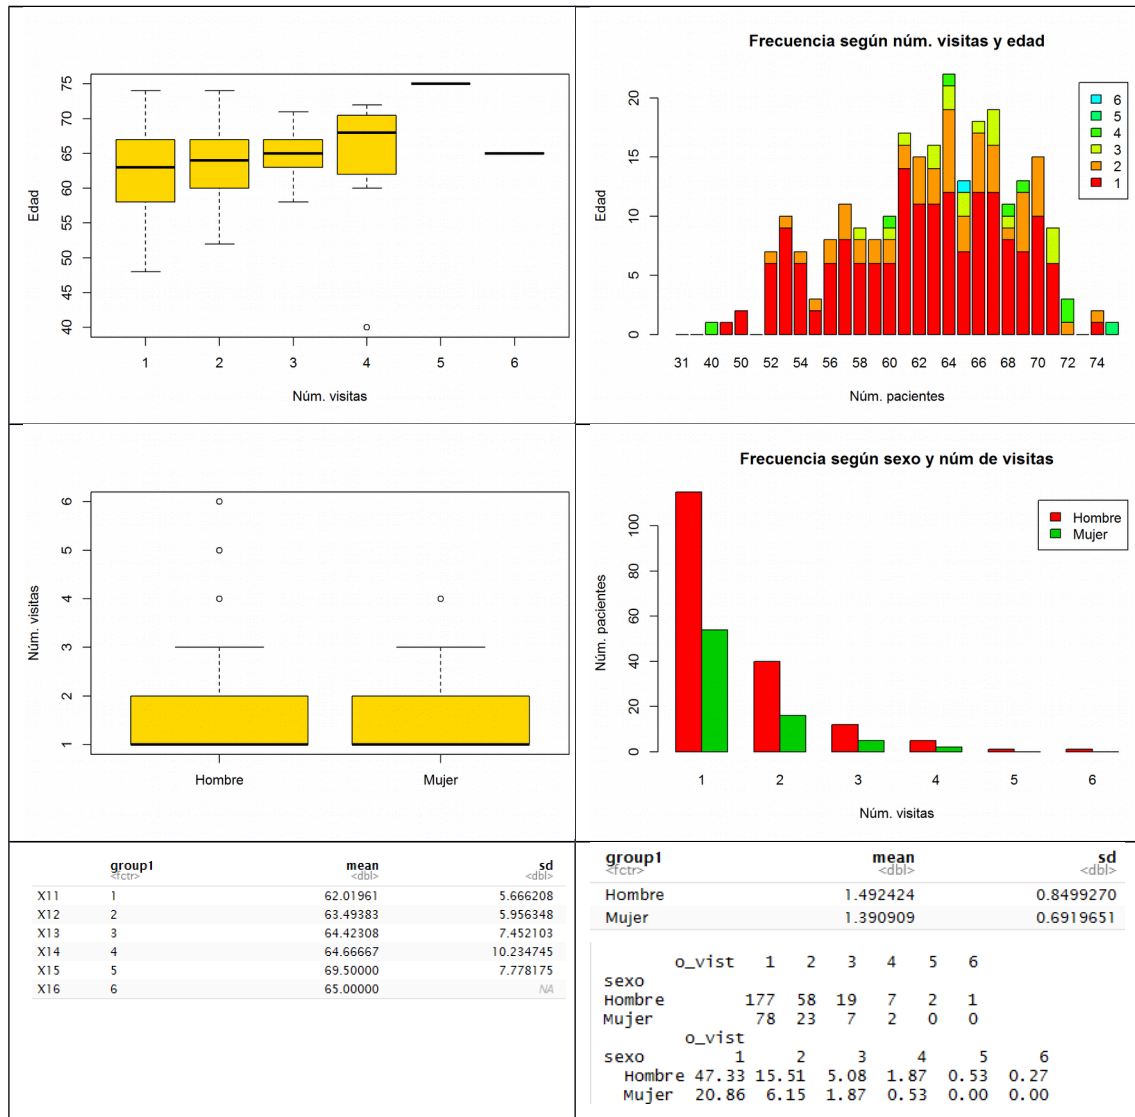 75
70
65
60
55
50
45
40
Edad
1 2 3 4 5 6
Núm. visitas
Frecuencia según núm. visitas y edad
20
15
10
5
0
Edad
6
5
4
3
2
1
31 40 50 52 54 56 58 60 62 64 66 68 70 72 74
Núm. pacientes
6
5
4
3
2
1
Núm. visitas
Hombre Mujer
Frecuencia según sexo y núm de visitas
100
80
60
40
20
0
Núm. pacientes
Hombre
Mujer
1 2 3 4 5 6
Núm. visitas
group1 mean sd
<fctr> <dbl> <dbl>
X11 1 62.01961 5.666208
X12 2 63.49383 5.956348
X13 3 64.42308 7.452103
X14 4 64.66667 10.234745
X15 5 69.50000 7.778175
X16 6 65.00000 NA
group1 mean sd
<fctr> <dbl> <dbl>
Hombre 1.492424 0.8499270
Mujer 1.390909 0.6919651
o_vist 1 2 3 4 5 6
sexo
Hombre 177 58 19 7 2 1
Mujer 78 23 7 2 0 0
o_vist
sexo 1 2 3 4 5 6
Hombre 47.33 15.51 5.08 1.87 0.53 0.27
Mujer 20.86 6.15 1.87 0.53 0.00 0.00